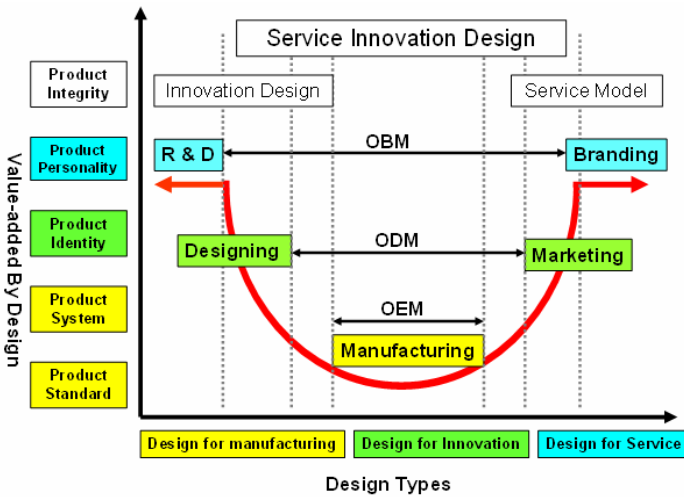 Service Innovation Design
Product
Integrity
Innovation Design
Service Model
Product
Personality
R & D
OBM
Branding
Value-added By Design
Product
Identity
Designing
ODM
Marketing
Product
System
OEM
Manufacturing
Product
Standard
Design for manufacturing
Design for Innovation
Design for Service
Design Types